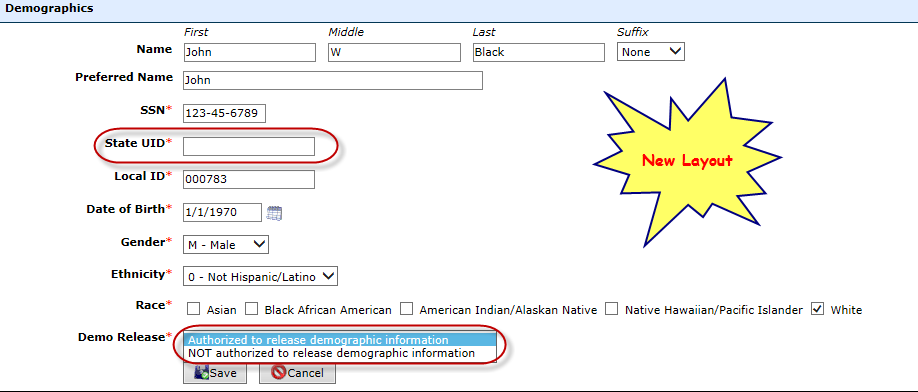 Demographics
First Middle Last Suffix
Name John W Black None
Preferred Name John
SSN* 123-45-6789
State UID*
Local ID* 000783
Date of Birth* 1/1/1970
Gender* M - Male
Ethnicity* 0 - Not Hispanic/Latino
Race* Asian Black African American American Indian/Alaskan Native Native Hawaiian/Pacific Islander White
Demo Release* Authorized to release demographic information
NOT authorized to release demographic information
Save Cancel
New Layout